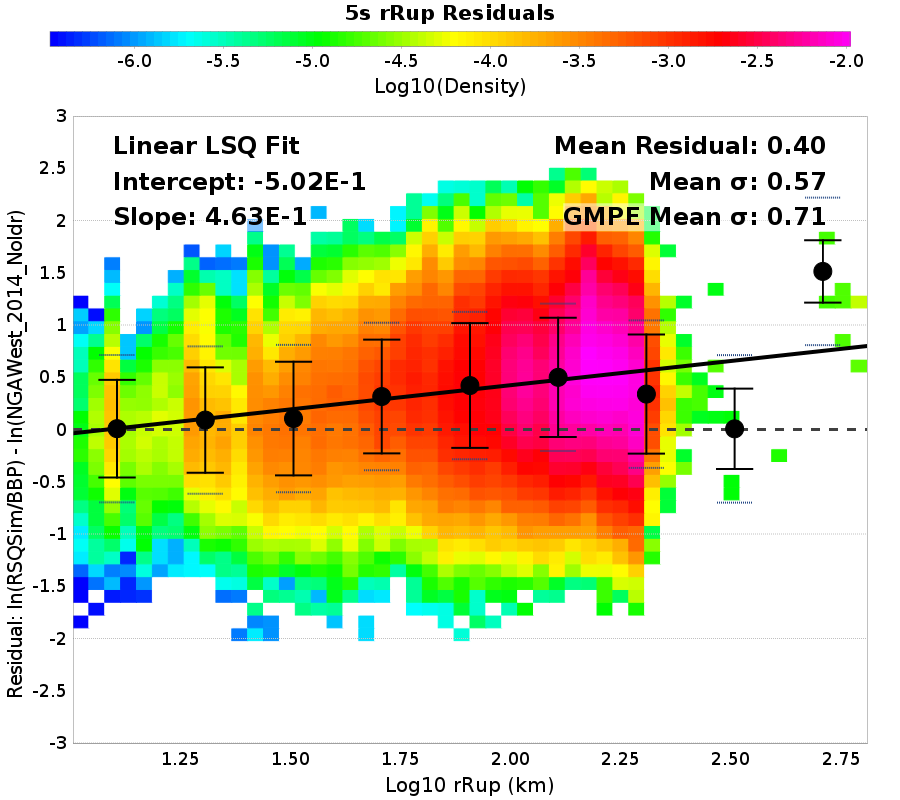 5s rRup Residuals
-6.0 -5.5 -5.0 -4.5 -4.0 -3.5 -3.0 -2.5 -2.0
Log10(Density)
Linear LSQ Fit
Intercept: -5.02E-1
Slope: 4.63E-1
Mean Residual: 0.40
Mean σ: 0.57
GMPE Mean σ: 0.71
Residual: ln(RSQSim/BBP) - ln(NGAWest_2014_NoIdr)
3
2.5
2
1.5
1
0.5
0
-0.5
-1
-1.5
-2
-2.5
-3
1.25 1.50 1.75 2.00 2.25 2.50 2.75
Log10 rRup (km)